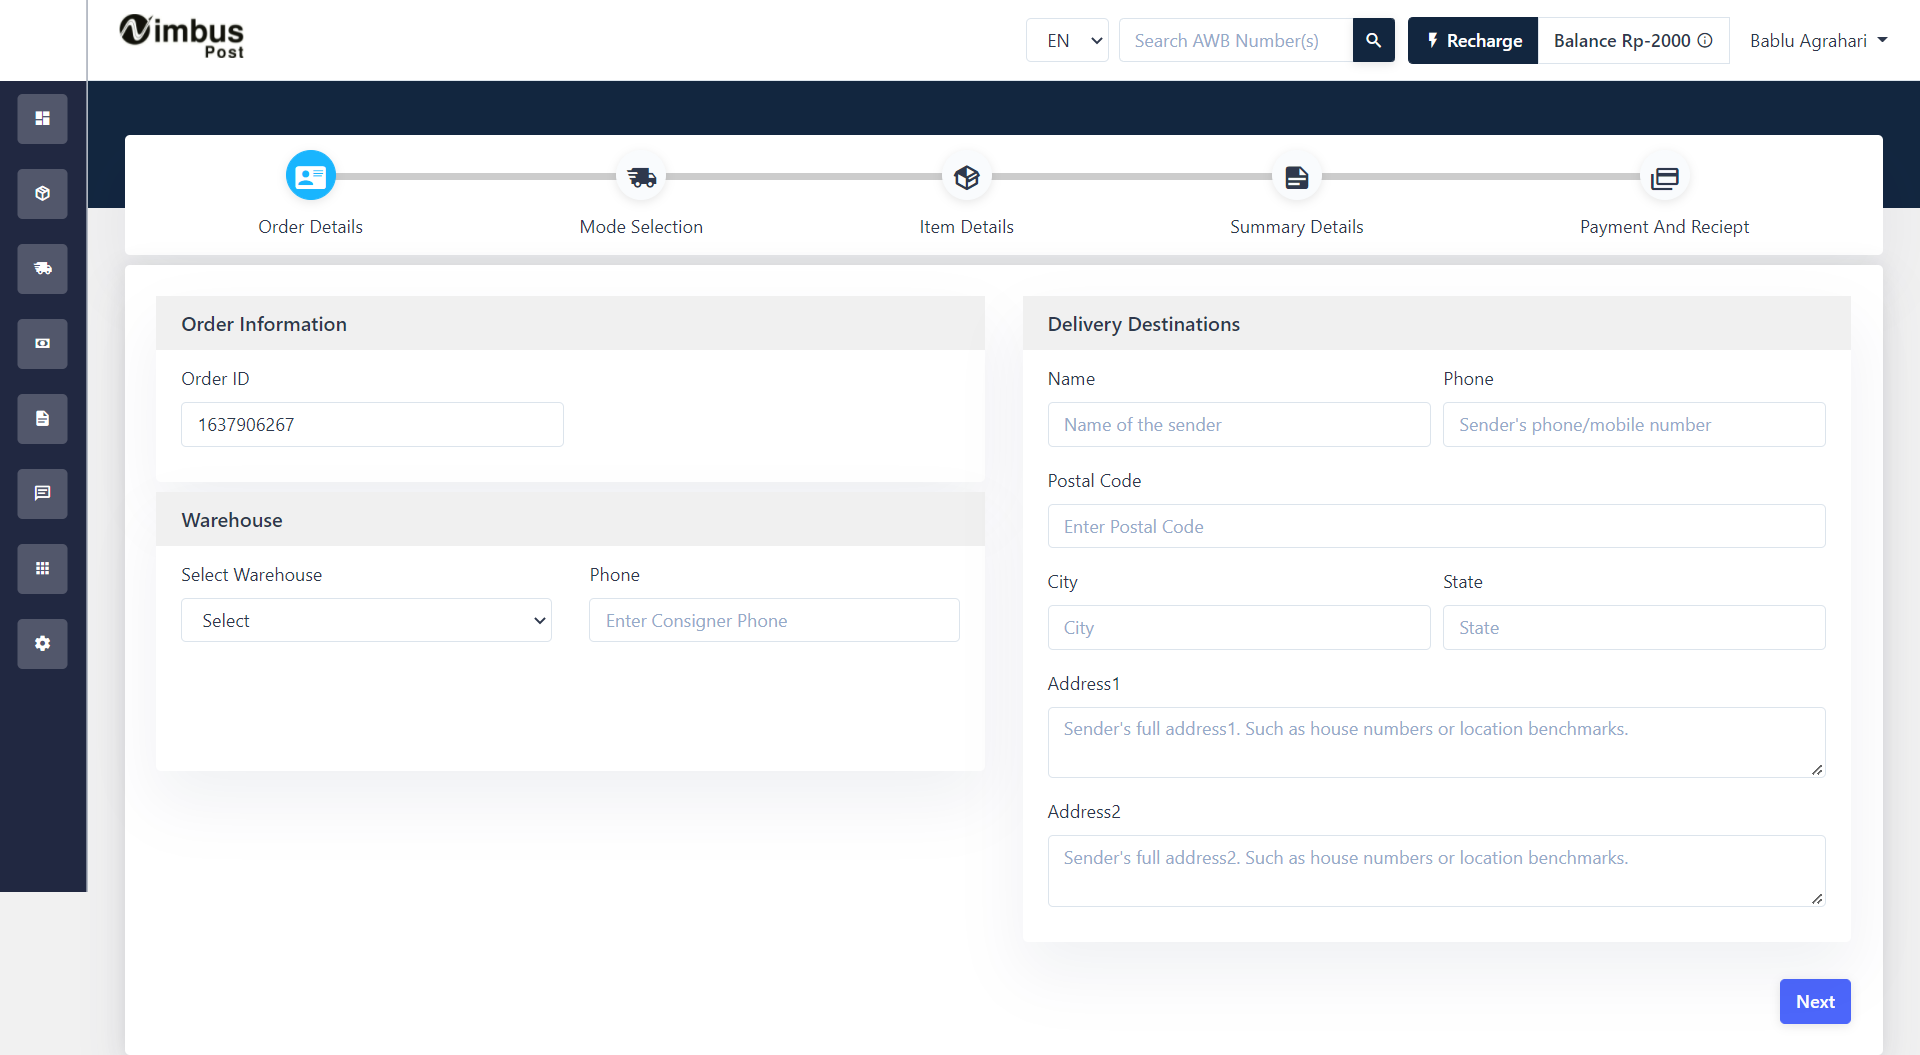 Nimbus
Post
EN
Search AWB Number(s)
Recharge
Balance Rp-2000
Bablu Agrahari
Order Details
Mode Selection
Item Details
Summary Details
Payment And Reciept
Order Information
Order ID
1637906267
Warehouse
Select Warehouse
Phone
Select
Enter Consigner Phone
Delivery Destinations
Name
Phone
Name of the sender
Sender's phone/mobile number
Postal Code
Enter Postal Code
City
State
City
State
Address1
Sender's full address1. Such as house numbers or location benchmarks.
Address2
Sender's full address2. Such as house numbers or location benchmarks.
Next